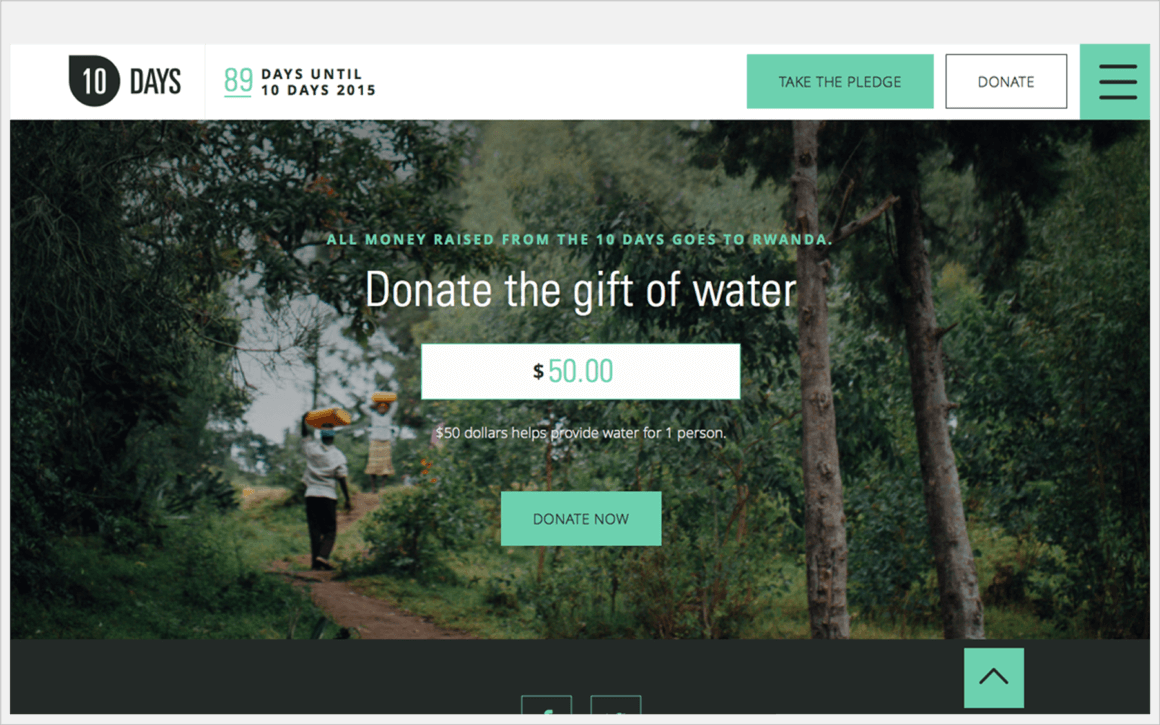 10 DAYS
89 DAYS UNTIL
10 DAYS 2015
TAKE THE PLEDGE
DONATE
ALL MONEY RAISED FROM THE 10 DAYS GOES TO RWANDA.
Donate the gift of water
$50.00
$50 dollars helps provide water for 1 person.
DONATE NOW